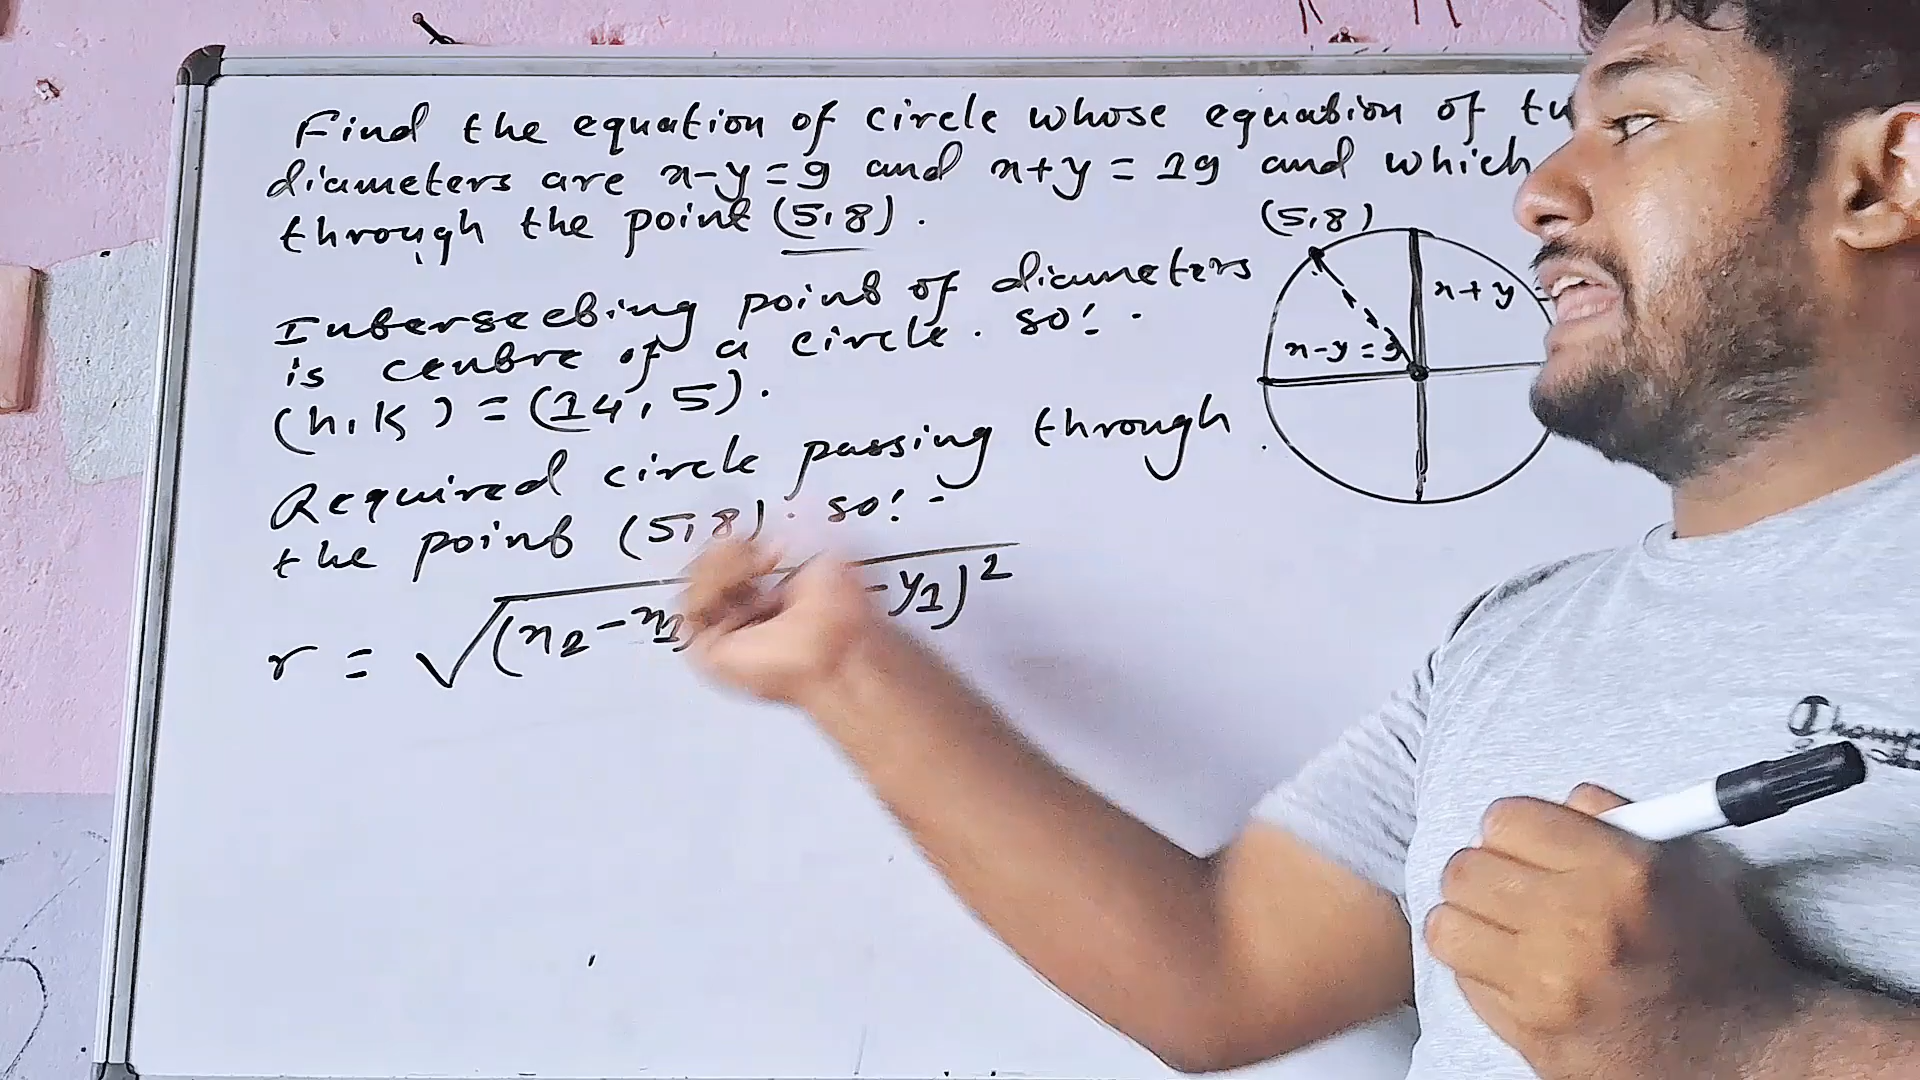 Find the equation of circle whose equation of
diameters are x-y=9 and x+y = 19 and which
through the point (5,8).
Intersecting point of diameters
is centre of a circle. so:-
(h,k) = (14,5).
Required circle passing through
the point (5,8). so:-
r = √(x2-x1) -y1)2
(5,8)
x+y
x-y=9